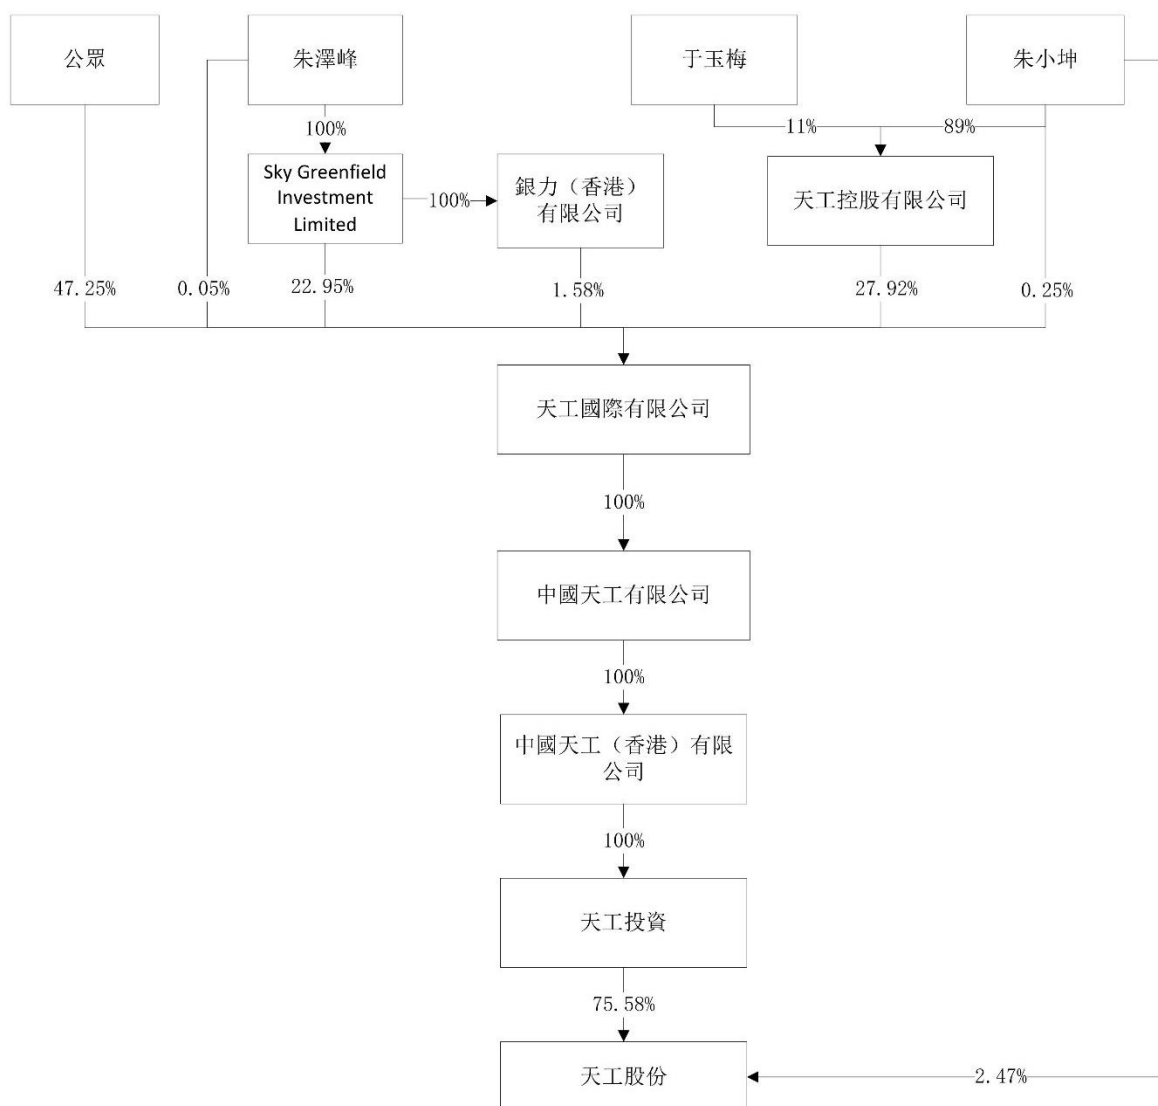 公眾
朱澤峰
于玉梅
朱小坤
100%
11%
89%
Sky Greenfield
Investment
Limited
100%
銀力（香港）
有限公司
天工控股有限公司
47.25%
0.05%
22.95%
1.58%
27.92%
0.25%
天工國際有限公司
100%
中國天工有限公司
100%
中國天工（香港）有限
公司
100%
天工投資
75.58%
天工股份
2.47%